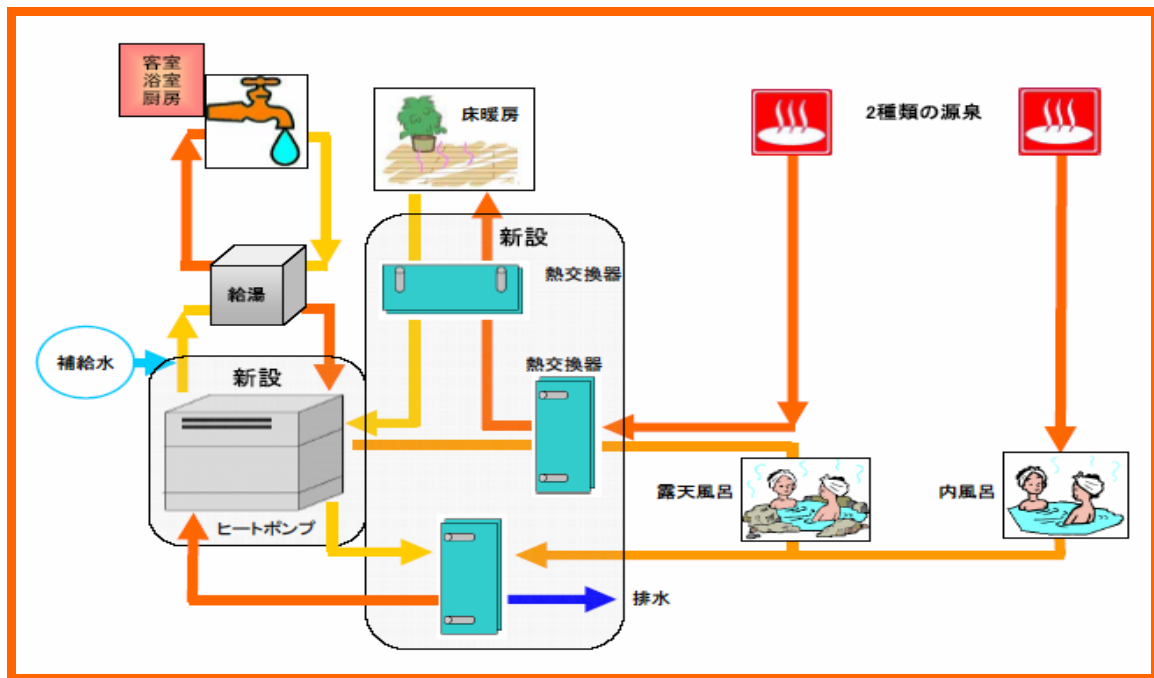 客室
浴室
厨房
床暖房
2種類の源泉
新設
熱交換器
給湯
補給水
新設
熱交換器
露天風呂
内風呂
ヒートポンプ
排水